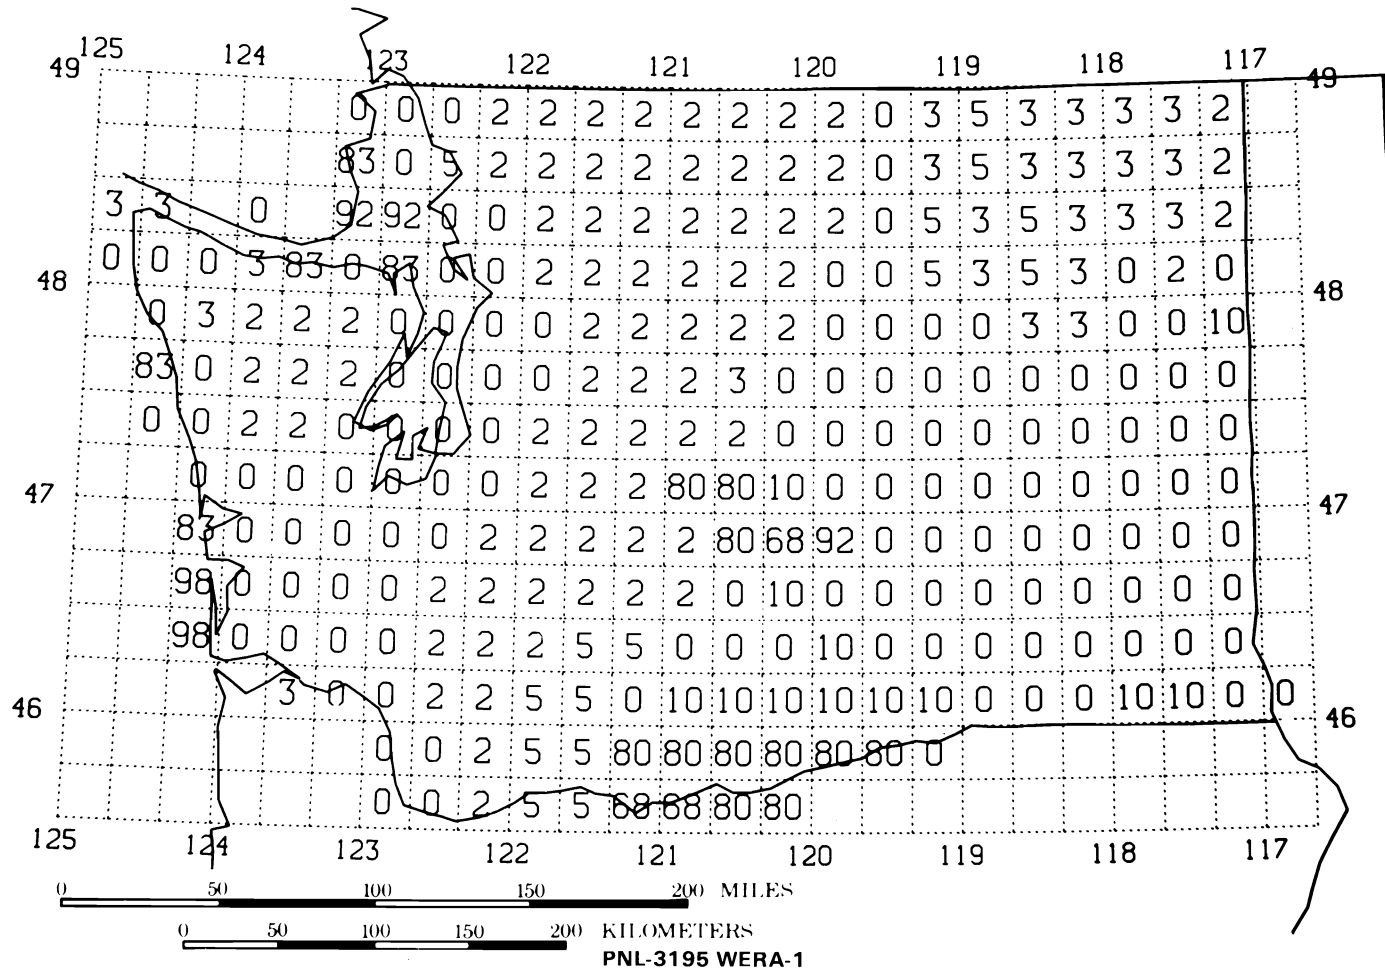 125 124 123 122 121 120 119 118 117
49 49
0 0 0 2 2 2 2 2 2 2 2 0 3 5 3 3 3 3 2
83 0 5 2 2 2 2 2 2 2 2 0 3 5 3 3 3 3 2
3 3 0 92 92 0 0 2 2 2 2 2 2 2 0 5 3 5 3 3 3 2
0 0 0 3 83 0 83 0 0 2 2 2 2 2 2 0 0 5 3 5 3 0 2 0
48 48
0 3 2 2 2 0 0 0 0 2 2 2 2 2 0 0 0 0 3 3 0 0 10
83 0 2 2 2 0 0 0 0 2 2 2 3 0 0 0 0 0 0 0 0 0 0
0 0 2 2 0 0 0 0 2 2 2 2 2 0 0 0 0 0 0 0 0 0 0
0 0 0 0 0 0 0 2 2 2 80 80 10 0 0 0 0 0 0 0 0 0
47 47
83 0 0 0 0 0 2 2 2 2 2 80 68 92 0 0 0 0 0 0 0 0
98 0 0 0 0 2 2 2 2 2 2 0 10 0 0 0 0 0 0 0 0 0
98 0 0 0 0 2 2 2 5 5 0 0 0 10 0 0 0 0 0 0 0 0
3 0 0 2 2 5 5 0 10 10 10 10 10 10 0 0 0 10 10 0 0
46 46
0 0 2 5 5 80 80 80 80 80 80 0
0 0 2 5 5 68 68 80 80
125 124 123 122 121 120 119 118 117
0 50 100 150 200 MILES
0 50 100 150 200 KILOMETERS
PNL-3195 WERA-1